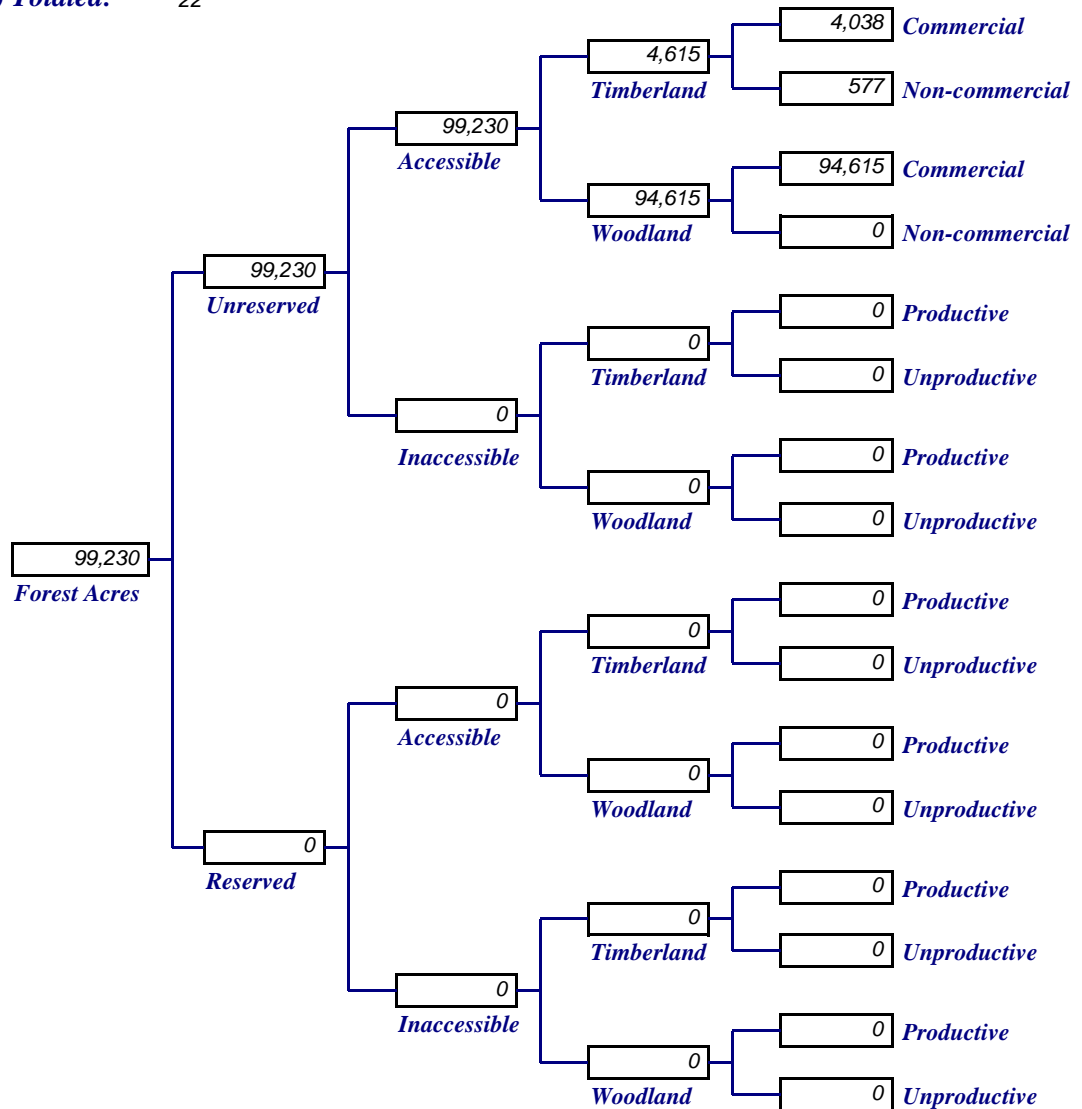 Totaled: 22
4,038 Commercial
4,615
Timberland
577 Non-commercial
99,230
Accessible
94,615 Commercial
94,615
Woodland
0 Non-commercial
99,230
Unreserved
0 Productive
0
Timberland
0 Unproductive
0
Inaccessible
0 Productive
0
Woodland
0 Unproductive
99,230
Forest Acres
0 Productive
0
Timberland
0 Unproductive
0
Accessible
0 Productive
0
Woodland
0 Unproductive
0
Reserved
0 Productive
0
Timberland
0 Unproductive
0
Inaccessible
0 Productive
0
Woodland
0 Unproductive